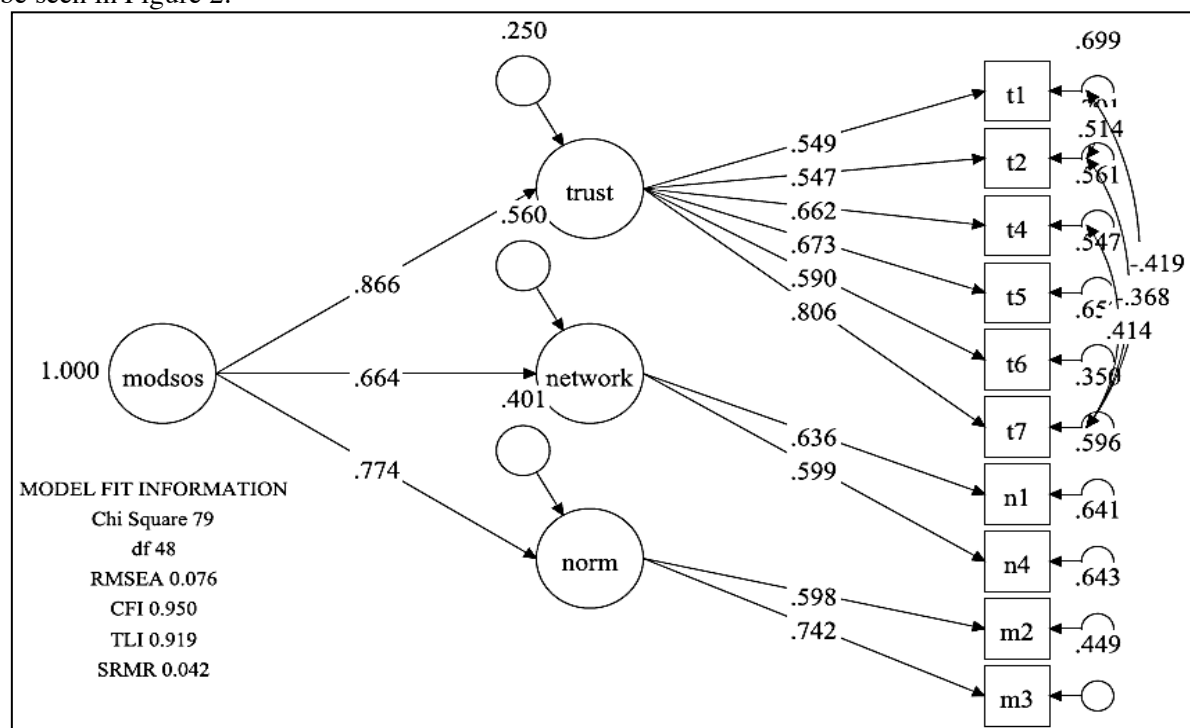 be seen in Figure 2.
.250
.699
t1
.514
.549
t2
.561
.547
trust
.560
.662
t4
.547
.673
-.419
.866
.590
t5
-.368
.806
.414
1.000
modsos
.664
network
t6
.350
.401
t7
.596
.636
.774
.599
n1
.641
MODEL FIT INFORMATION
Chi Square 79
df 48
norm
n4
.643
RMSEA 0.076
.598
CFI 0.950
.742
m2
.449
TLI 0.919
SRMR 0.042
m3